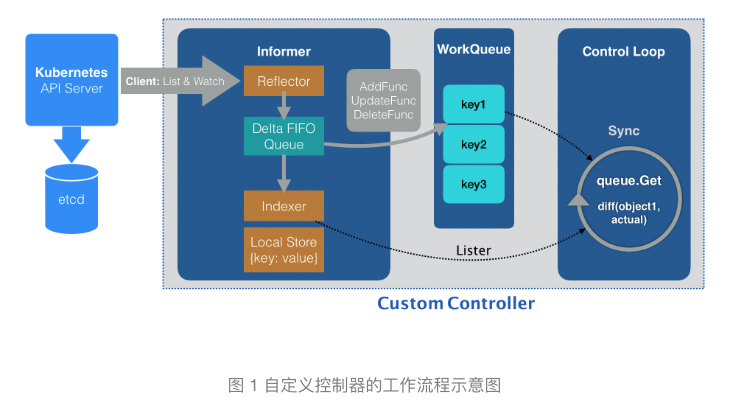 Kubernetes
API Server
etcd
Client: List & Watch
Informer
Reflector
Delta FIFO
Queue
Indexer
Local Store
{key: value}
AddFunc
UpdateFunc
DeleteFunc
WorkQueue
key1
key2
key3
Lister
Control Loop
Sync
queue.Get
diff(object1,
actual)
Custom Controller
图 1 自定义控制器的工作流程示意图